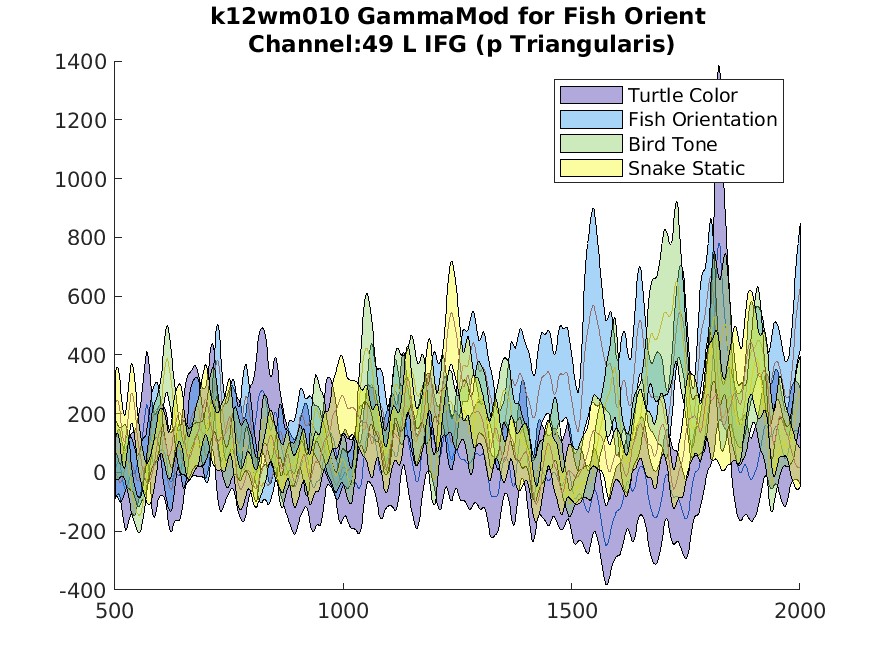 k12wm010 GammaMod for Fish Orient
Channel:49 L IFG (p Triangularis)
1400
1200
1000
800
600
400
200
0
-200
-400
500
1000
1500
2000
Turtle Color
Fish Orientation
Bird Tone
Snake Static